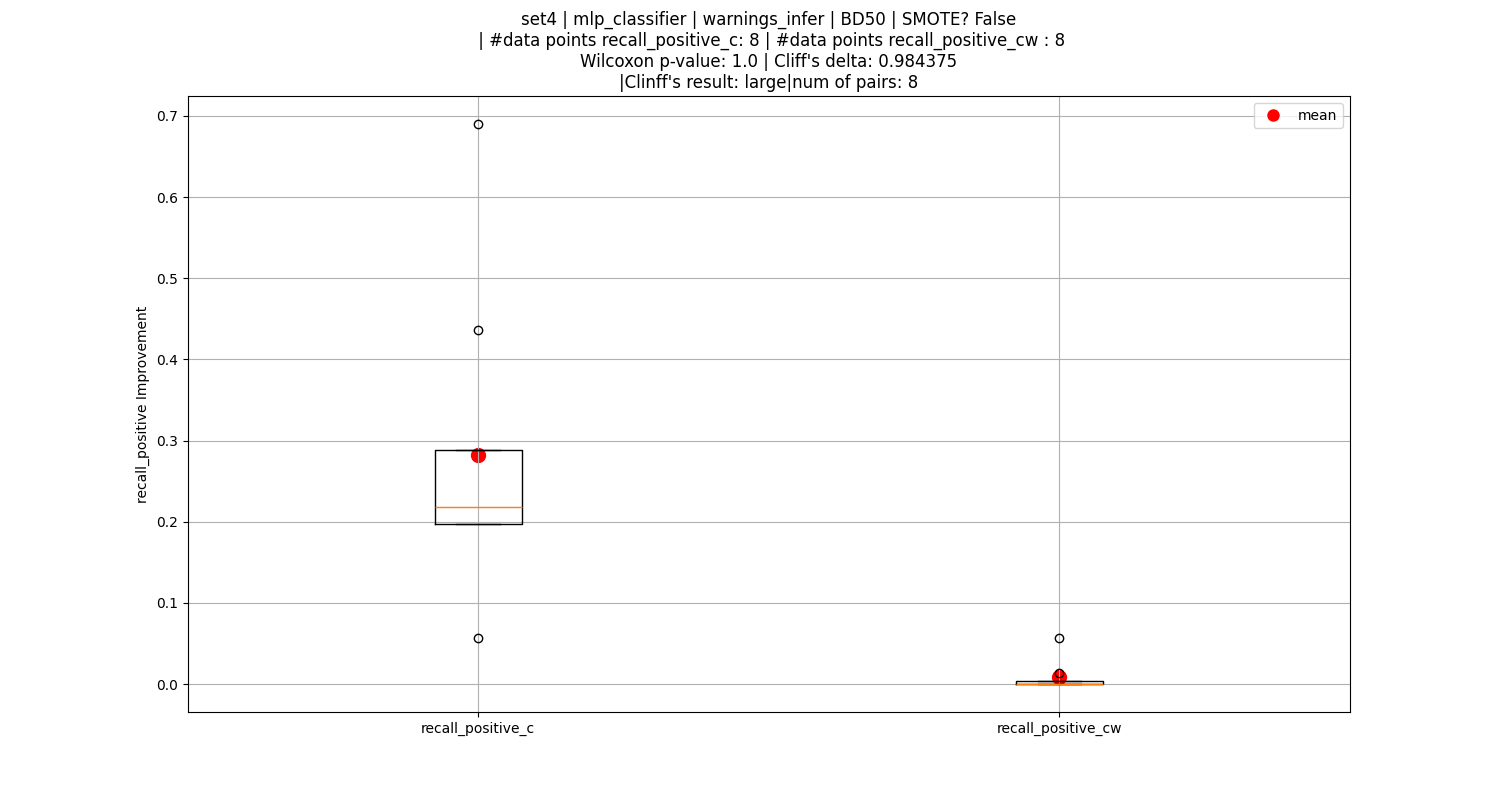 set4 | mlp_classifier | warnings_infer | BD50 | SMOTE? False
| #data points recall_positive_c: 8 | #data points recall_positive_cw : 8
Wilcoxon p-value: 1.0 | Cliff's delta: 0.984375
|Clinff's result: large|num of pairs: 8
mean
0.7
0.6
0.5
0.4
0.3
0.2
0.1
0.0
recall_positive Improvement
recall_positive_c
recall_positive_cw